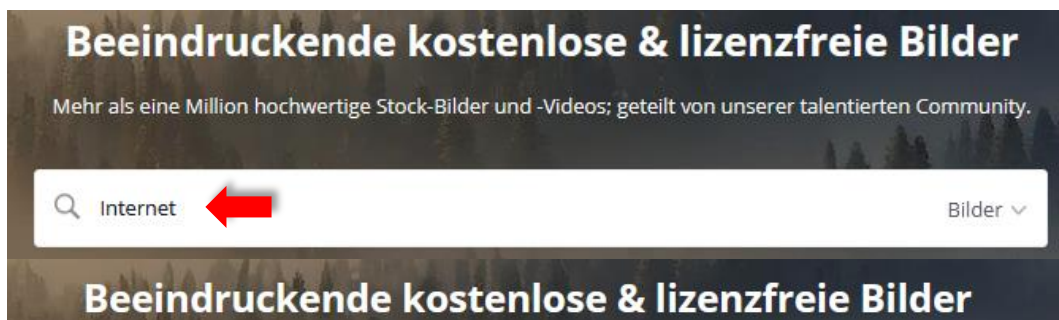 Beeindruckende kostenlose & lizenzfreie Bilder
Mehr als eine Million hochwertige Stock-Bilder und -Videos; geteilt von unserer talentierten Community.
Internet Bilder
Beeindruckende kostenlose & lizenzfreie Bilder